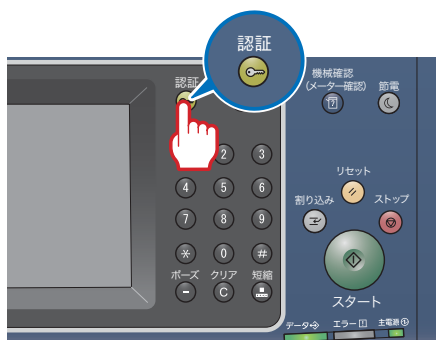 認証
認証
機械確認
(メーター確認)
節電
2 3
4 5 6
7 8 9
* 0 #
リセット
割り込み
ストップ
ポーズ クリア 短縮
C
スタート
データ
エラー
主電源